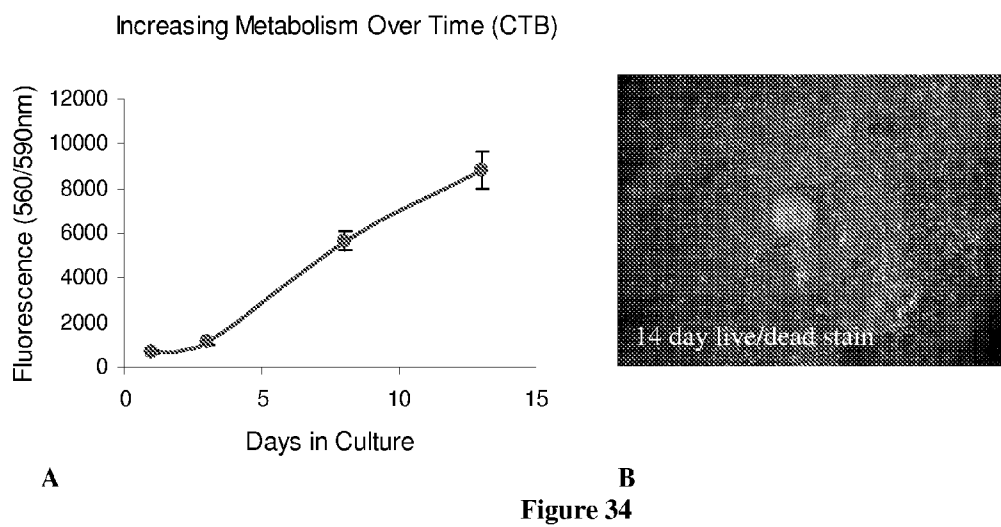 Increasing Metabolism Over Time (CTB)
Fluorescence (560/590nm)
12000
10000
8000
6000
4000
2000
0
0 5 10 15
Days in Culture
14 day live/dead stain
A B
Figure 34